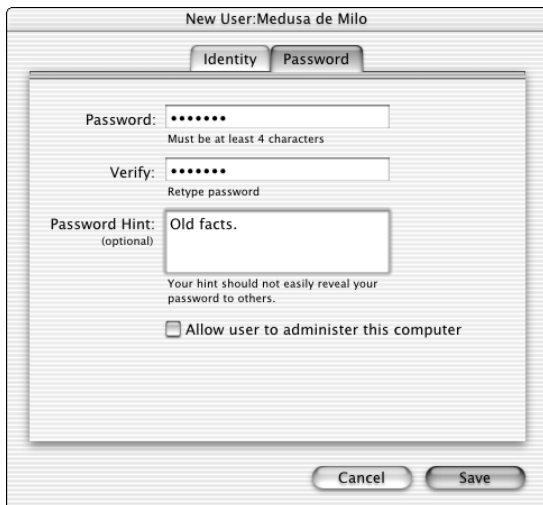 New User:Medusa de Milo
Identity
Password
Password: •••••••
Must be at least 4 characters
Verify: •••••••
Retype password
Password Hint: Old facts.
(optional)
Your hint should not easily reveal your
password to others.
Allow user to administer this computer
Cancel
Save